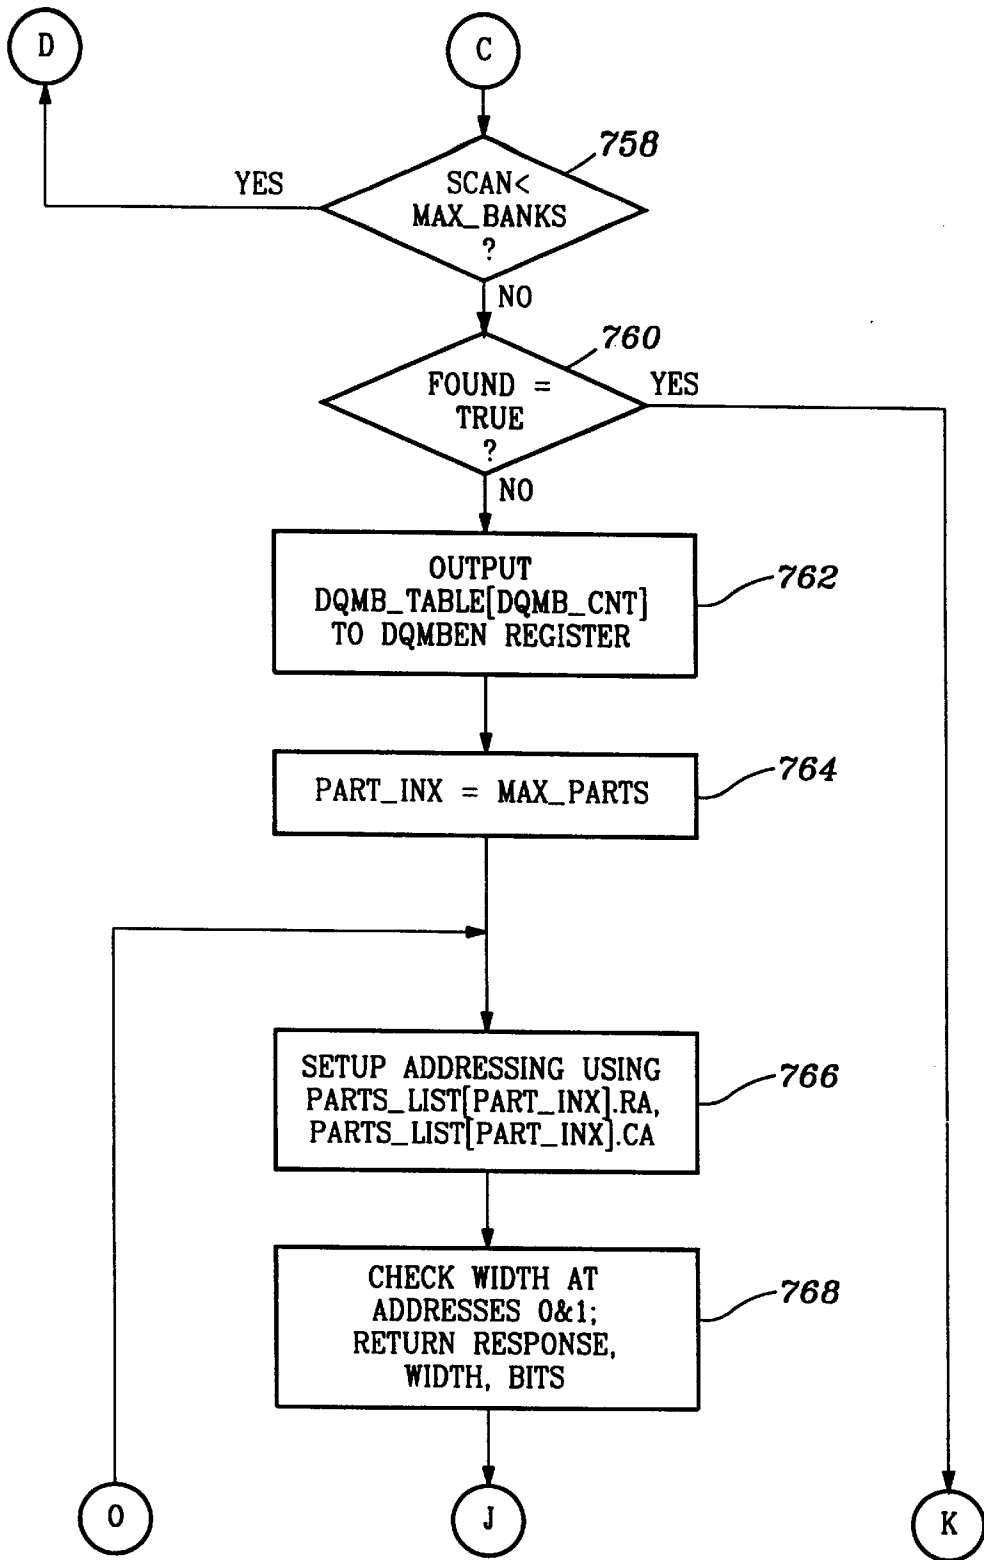 D
C
758
YES
SCAN<
MAX_BANKS
?
NO
760
FOUND =
TRUE
?
YES
NO
OUTPUT
DQMB_TABLE[DQMB_CNT]
TO DQMBEN REGISTER
762
PART_INX = MAX_PARTS
764
SETUP ADDRESSING USING
PARTS_LIST[PART_INX].RA,
PARTS_LIST[PART_INX].CA
766
CHECK WIDTH AT
ADDRESSES 0&1;
RETURN RESPONSE,
WIDTH, BITS
768
O
J
K